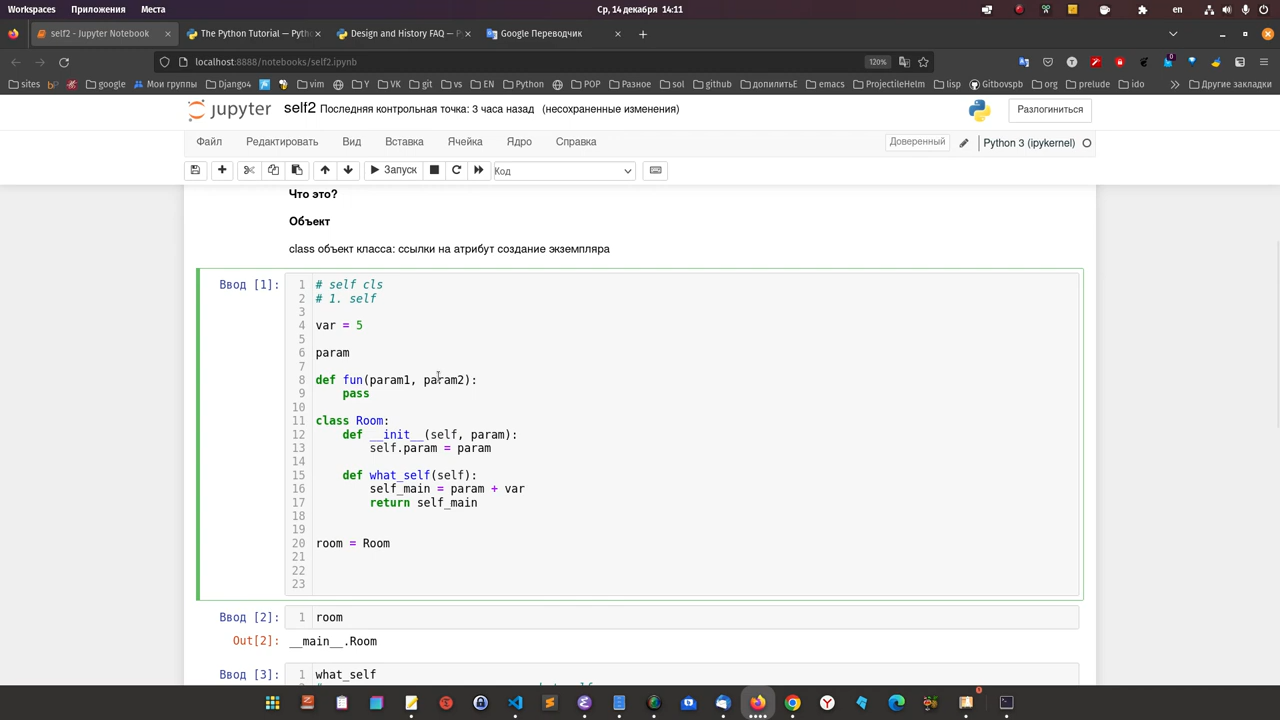 Workspaces Приложения Места Ср, 14 декабря 14:11 en
self2 - Jupyter Notebook The Python Tutorial — Pyth Design and History FAQ — P Google Переводчик
localhost:8888/notebooks/self2.ipynb 120%
sites google Мои группы vim Y VK git sys EN Python POP Разное sol github допилитьЕ emacs ProjectileHelm Gitbovspb org prelude lisp ido Другие закладки
jupyter self2 Последняя контрольная точка: 3 часа назад (несохраненные изменения) Разлогиниться
Файл Редактировать Вид Вставка Ячейка Ядро Справка Доверенный Python 3 (ipykernel)
Запуск Код
Что это?
Объект
class объект класса: ссылки на атрибут создание экземпляра
Ввод [1]: 1 # self cls
2 # 1. self
3
4 var = 5
5
6 param
7
8 def fun(param1, param2):
9 pass
10
11 class Room:
12 def __init__(self, param):
13 self.param = param
14
15 def what_self(self):
16 self_main = param + var
17 return self_main
18
19
20 room = Room
21
22
23
Ввод [2]: 1 room
Out[2]: __main__.Room
Ввод [3]: 1 what_self